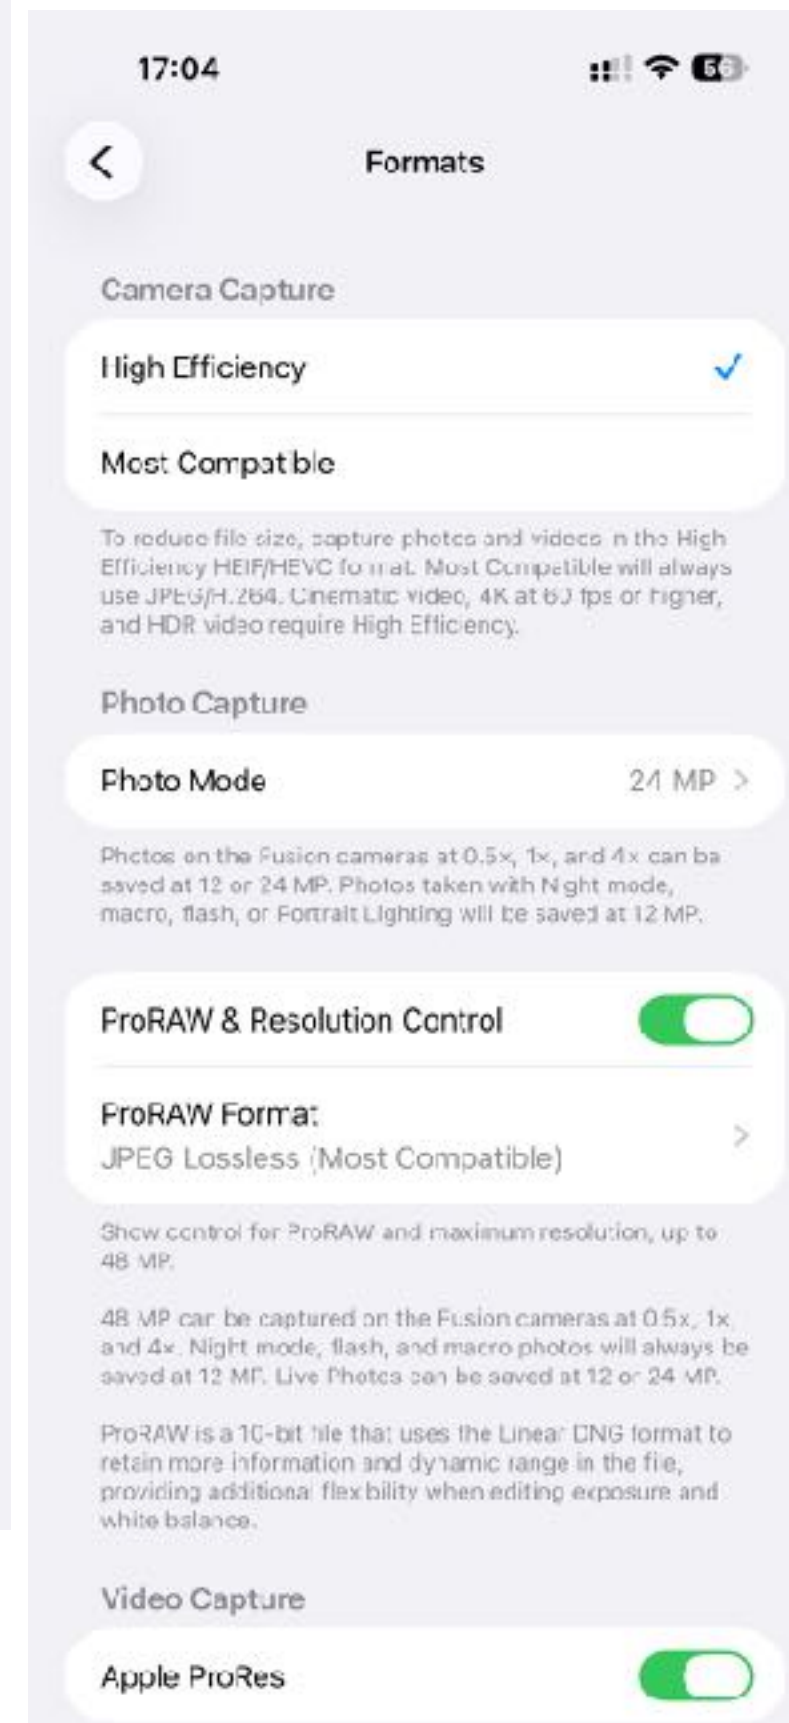 17:04
56
Formats
Camera Capture
High Efficiency
Most Compatible
To reduce file size, capture photos and videos in the High
Efficiency HEIF/HEVC format. Most Compatible will always
use JPEG/H.264. Cinematic video, 4K at 60 fps or higher,
and HDR video require High Efficiency.
Photo Capture
Photo Mode 24 MP
Photos on the Fusion cameras at 0.5x, 1x, and 4x can be
saved at 12 or 24 MP. Photos taken with Night mode,
macro, flash, or Portrait Lighting will be saved at 12 MP.
ProRAW & Resolution Control
ProRAW Format
JPEG Lossless (Most Compatible)
Show control for ProRAW and maximum resolution, up to
48 MP.
48 MP can be captured on the Fusion cameras at 0.5x, 1x,
and 4x. Night mode, flash, and macro photos will always be
saved at 12 MP. Live Photos can be saved at 12 or 24 MP.
ProRAW is a 10-bit file that uses the Linear DNG format to
retain more information and dynamic range in the file,
providing additional flexibility when editing exposure and
white balance.
Video Capture
Apple ProRes